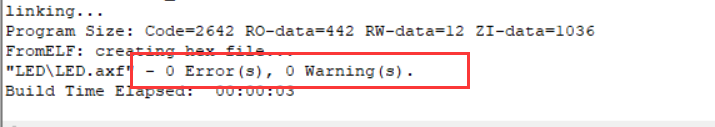 linking...
Program Size: Code=2642 RO-data=442 RW-data=12 ZI-data=1036
FromELF: creating hex file...
"LED\LED.axf" - 0 Error(s), 0 Warning(s).
Build Time Elapsed:  00:00:03